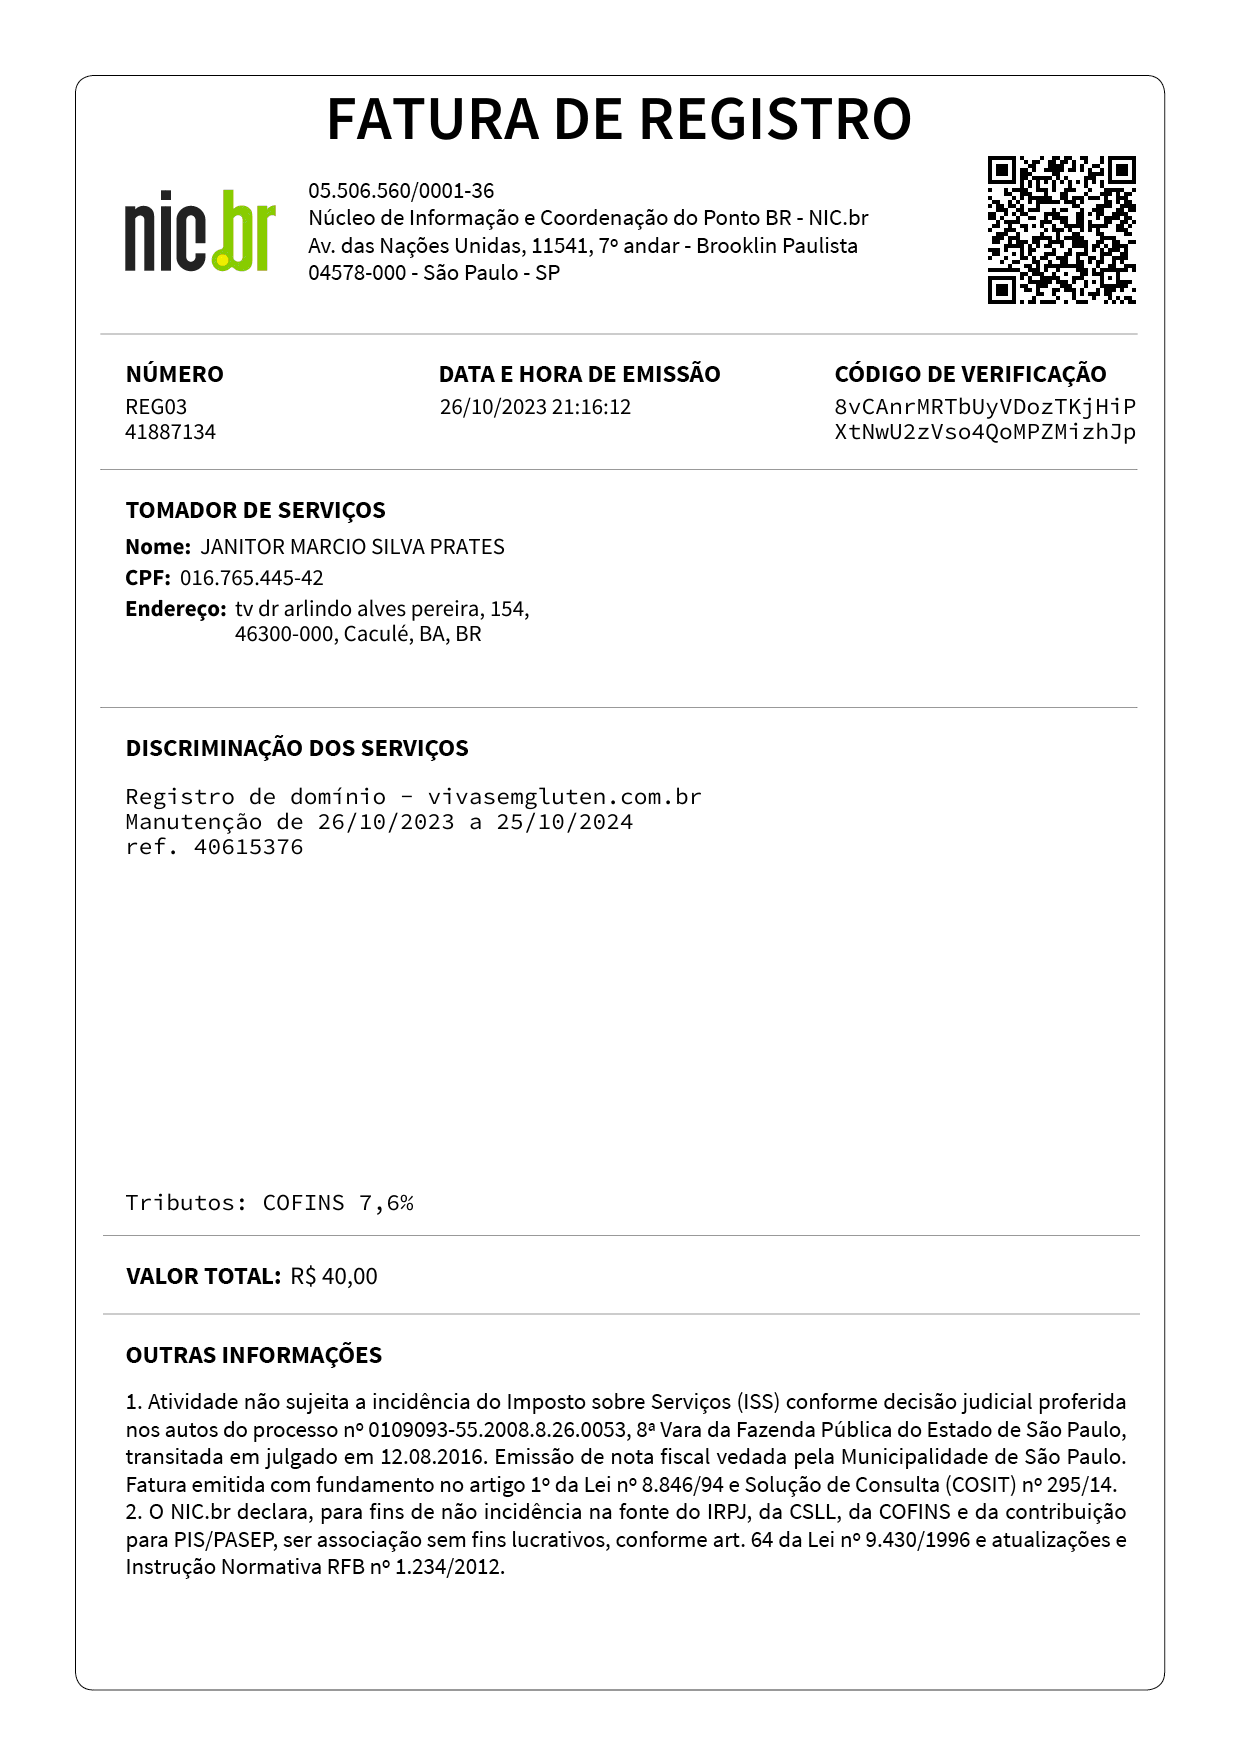 FATURA DE REGISTRO
nic.br
05.506.560/0001-36
Núcleo de Informação e Coordenação do Ponto BR - NIC.br
Av. das Nações Unidas, 11541, 7º andar - Brooklin Paulista
04578-000 - São Paulo - SP
NÚMERO
REG03
41887134
DATA E HORA DE EMISSÃO
26/10/2023 21:16:12
CÓDIGO DE VERIFICAÇÃO
8vCAnrMRTbUyVDozTKjHiP
XtNwU2zVso4QoMPZMizhJp
TOMADOR DE SERVIÇOS
Nome: JANITOR MARCIO SILVA PRATES
CPF: 016.765.445-42
Endereço: tv dr arlindo alves pereira, 154,
46300-000, Caculé, BA, BR
DISCRIMINAÇÃO DOS SERVIÇOS
Registro de domínio - vivasemgluten.com.br
Manutenção de 26/10/2023 a 25/10/2024
ref. 40615376
Tributos: COFINS 7,6%
VALOR TOTAL: R$ 40,00
OUTRAS INFORMAÇÕES
1. Atividade não sujeita a incidência do Imposto sobre Serviços (ISS) conforme decisão judicial proferida
nos autos do processo nº 0109093-55.2008.8.26.0053, 8ª Vara da Fazenda Pública do Estado de São Paulo,
transitada em julgado em 12.08.2016. Emissão de nota fiscal vedada pela Municipalidade de São Paulo.
Fatura emitida com fundamento no artigo 1º da Lei nº 8.846/94 e Solução de Consulta (COSIT) nº 295/14.
2. O NIC.br declara, para fins de não incidência na fonte do IRPJ, da CSLL, da COFINS e da contribuição
para PIS/PASEP, ser associação sem fins lucrativos, conforme art. 64 da Lei nº 9.430/1996 e atualizações e
Instrução Normativa RFB nº 1.234/2012.